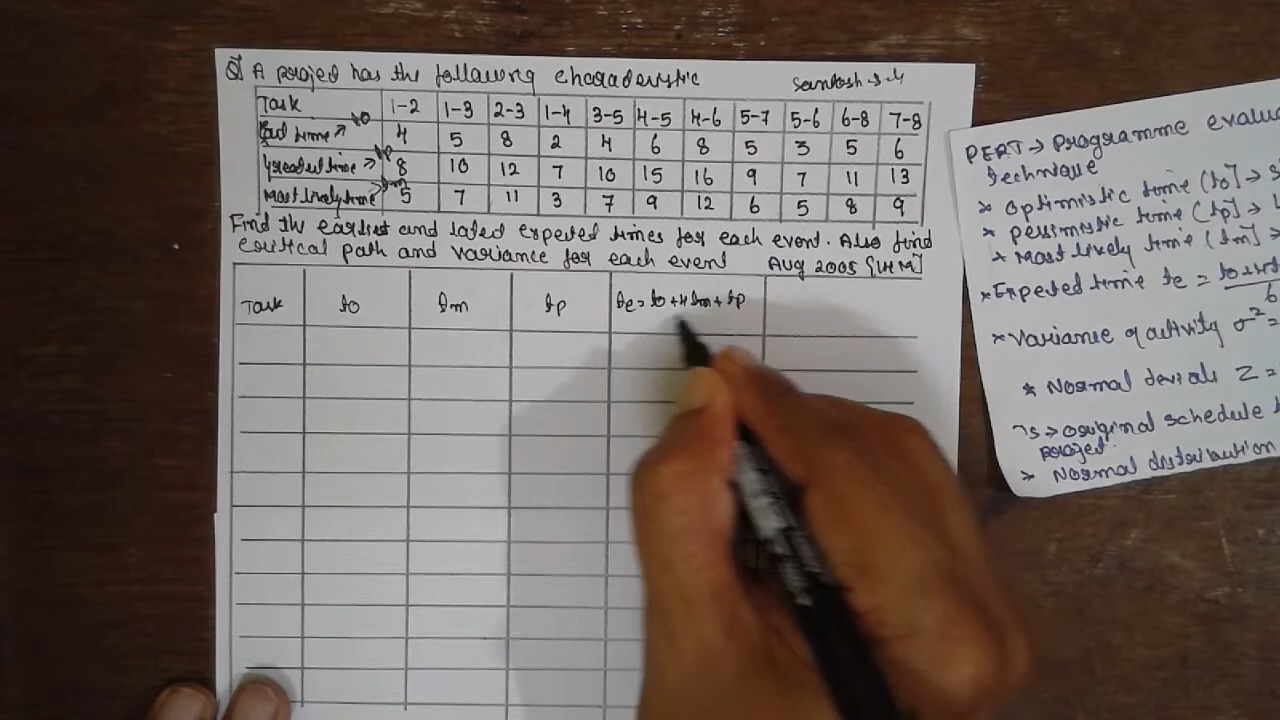 Q] A project has the following characteristic
Santosh.S.M
Task 1-2 1-3 2-3 1-4 3-5 4-5 4-6 5-7 5-6 6-8 7-8
time → to 4 5 8 2 4 6 8 5 3 5 6
time → tp 8 10 12 7 10 15 16 9 7 11 13
Most likely time → tm 5 7 11 3 7 9 12 6 5 8 9
Find the earliest and latest expected times for each event. Also find
critical path and variance for each event Aug 2005 [14M]
Task to tm tp te = to+4tm+tp
PERT → Programme
Technique
* optimistic time (to) →
* pessimistic time (tp) →
* Most likely time (tm) →
* Expected time te =
6
* Variance of activity σ² =
* Normal Z =
Ts → original schedule
project.
* Normal distribution